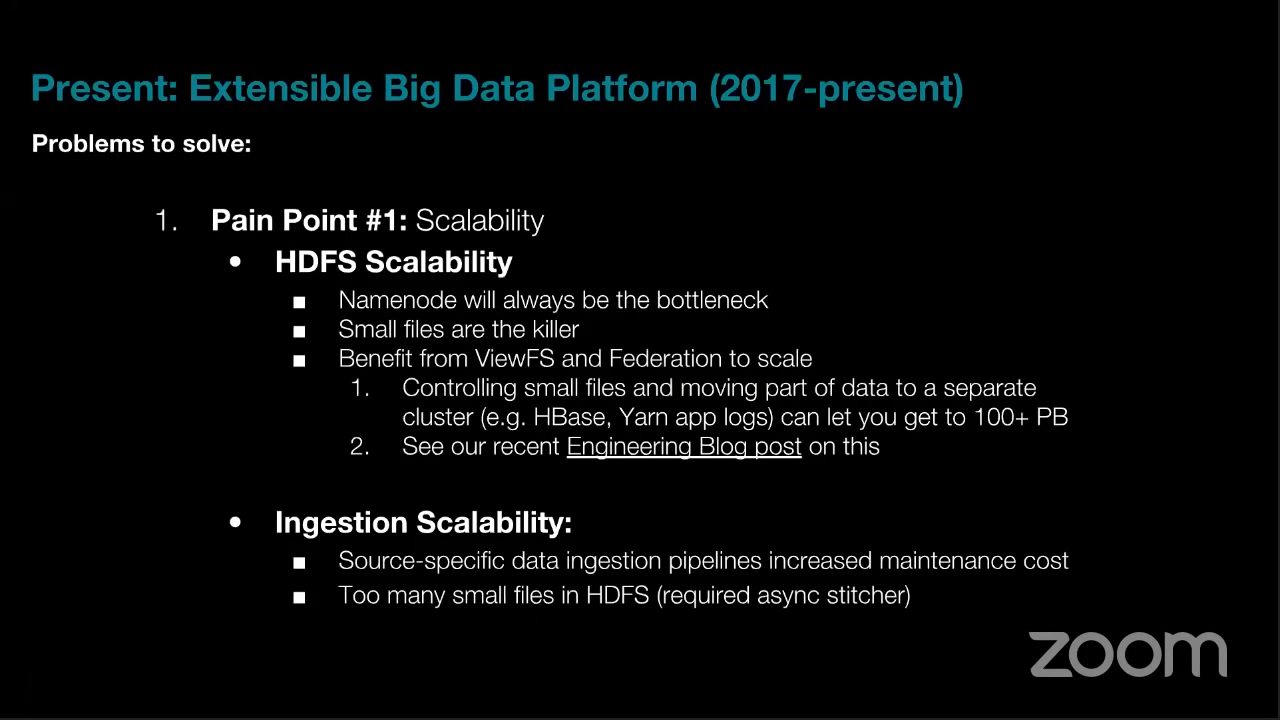 Present: Extensible Big Data Platform (2017-present)
Problems to solve:
1. Pain Point #1: Scalability
• HDFS Scalability
■ Namenode will always be the bottleneck
■ Small files are the killer
■ Benefit from ViewFS and Federation to scale
1. Controlling small files and moving part of data to a separate
cluster (e.g. HBase, Yarn app logs) can let you get to 100+ PB
2. See our recent Engineering Blog post on this
• Ingestion Scalability:
■ Source-specific data ingestion pipelines increased maintenance cost
■ Too many small files in HDFS (required async stitcher)
zoom